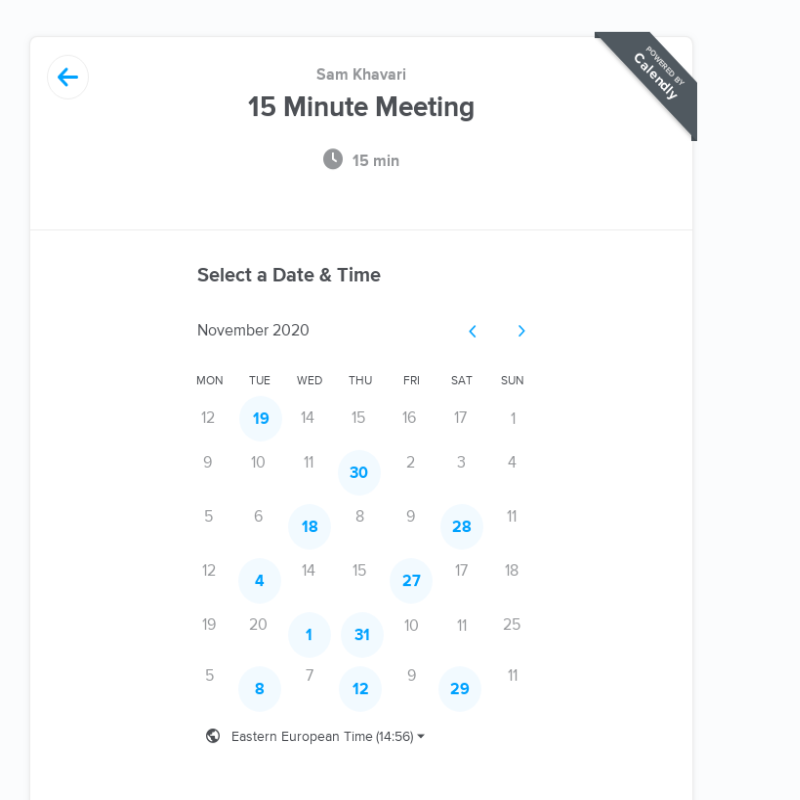 POWERED BY
Calendly
Sam Khavari
15 Minute Meeting
15 min
Select a Date & Time
November 2020
MON TUE WED THU FRI SAT SUN
12 19 14 15 16 17 1
9 10 11 30 2 3 4
5 6 18 8 9 28 11
12 4 14 15 27 17 18
19 20 1 31 10 11 25
5 8 7 12 9 29 11
Eastern European Time (14:56)